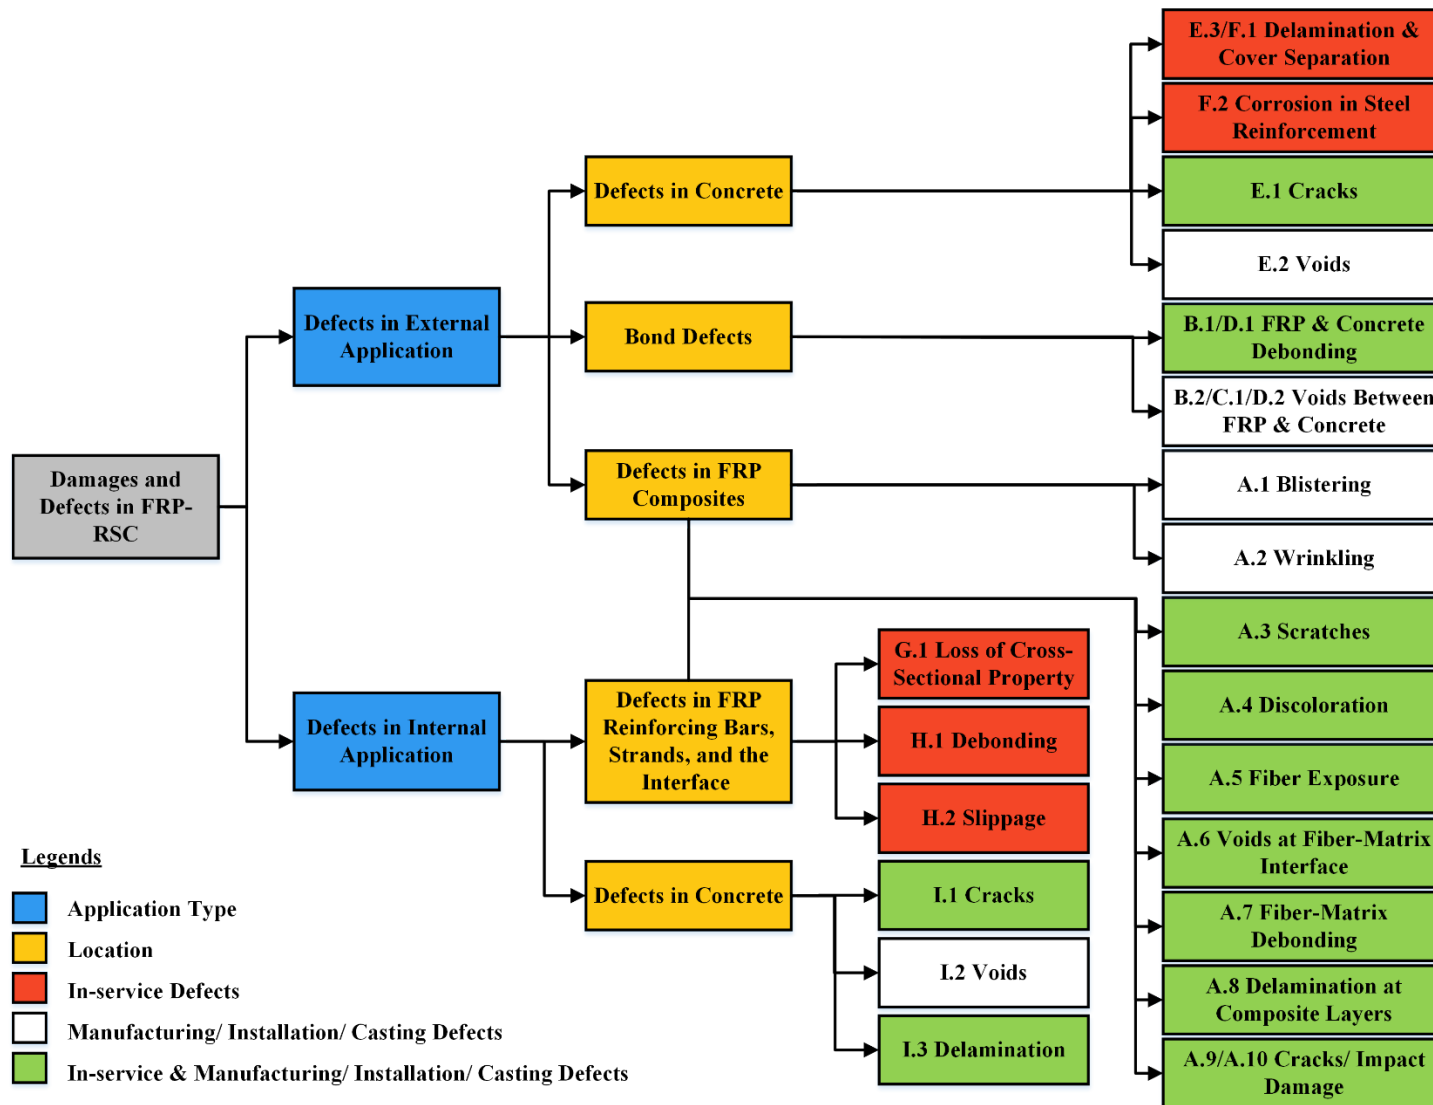 Damages and
Defects in FRP-
RSC
Defects in External
Application
Defects in Internal
Application
Defects in Concrete
Bond Defects
Defects in FRP
Composites
Defects in FRP
Reinforcing Bars,
Strands, and the
Interface
Defects in Concrete
G.1 Loss of Cross-
Sectional Property
H.1 Debonding
H.2 Slippage
I.1 Cracks
I.2 Voids
I.3 Delamination
E.3/F.1 Delamination &
Cover Separation
F.2 Corrosion in Steel
Reinforcement
E.1 Cracks
E.2 Voids
B.1/D.1 FRP & Concrete
Debonding
B.2/C.1/D.2 Voids Between
FRP & Concrete
A.1 Blistering
A.2 Wrinkling
A.3 Scratches
A.4 Discoloration
A.5 Fiber Exposure
A.6 Voids at Fiber-Matrix
Interface
A.7 Fiber-Matrix
Debonding
A.8 Delamination at
Composite Layers
A.9/A.10 Cracks/ Impact
Damage
Legends
Application Type
Location
In-service Defects
Manufacturing/ Installation/ Casting Defects
In-service & Manufacturing/ Installation/ Casting Defects